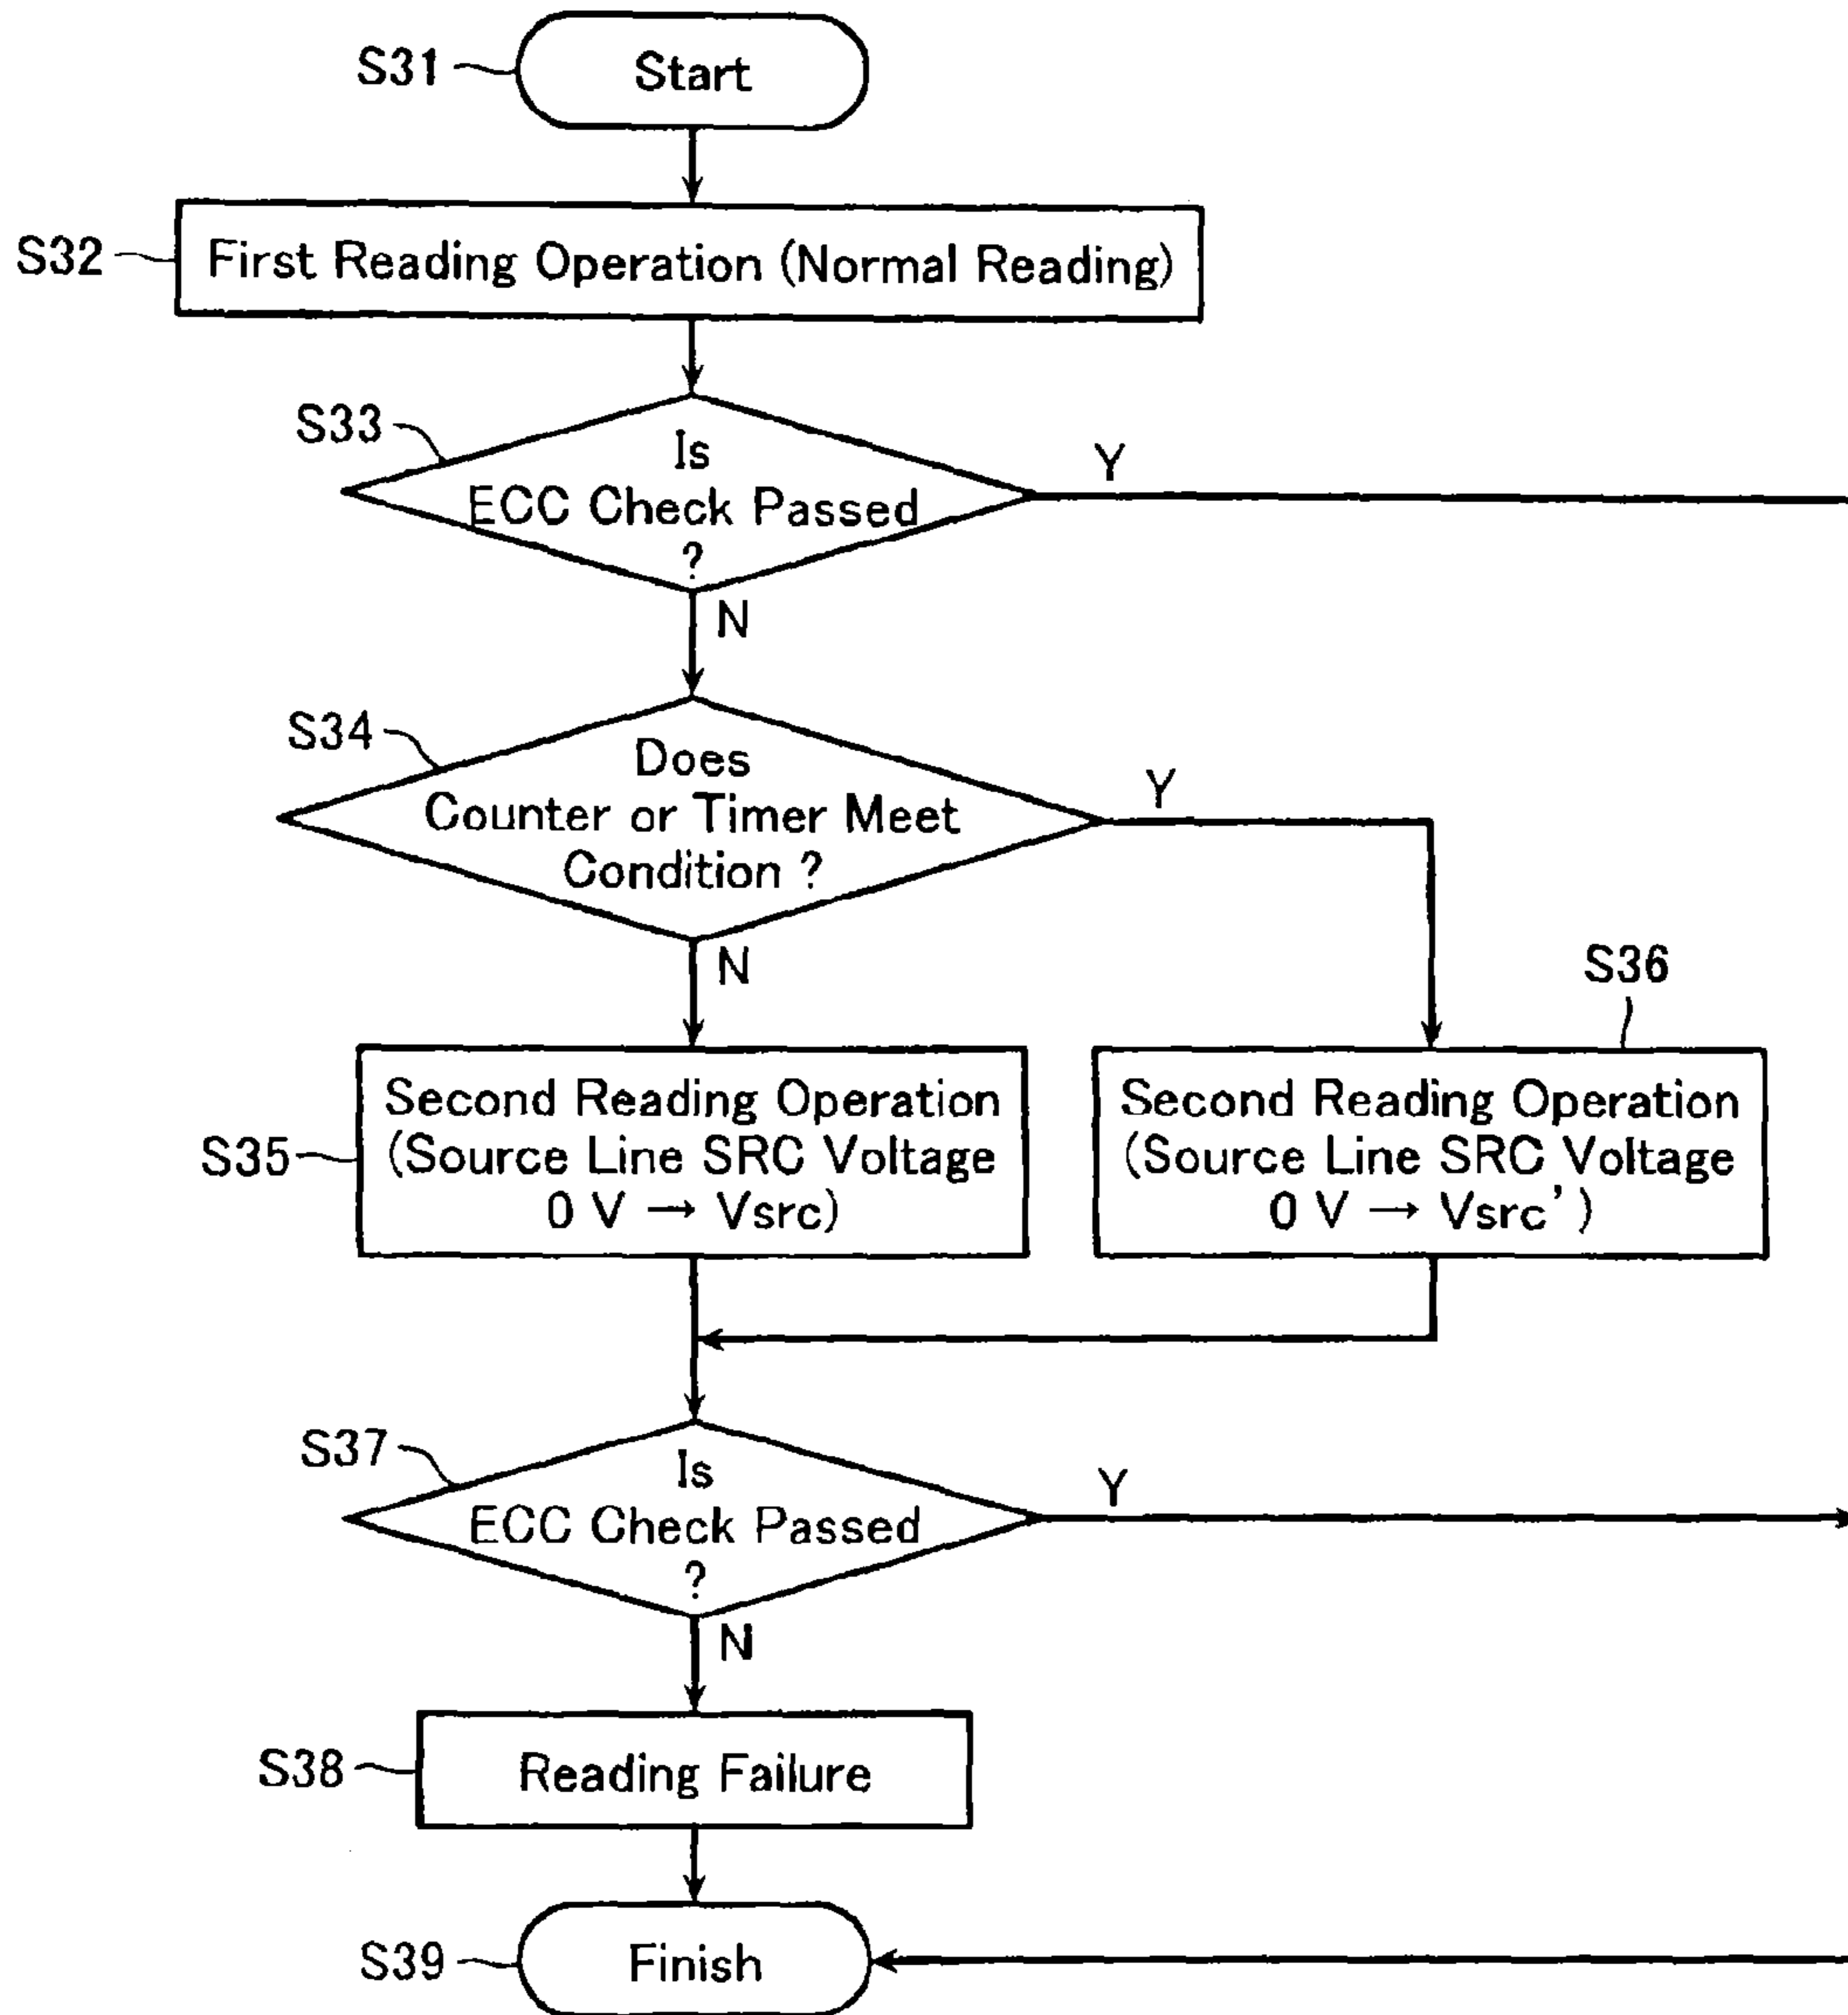 S31
Start
S32
First Reading Operation (Normal Reading)
S33
Is
ECC Check Passed
?
Y
N
S34
Does
Counter or Timer Meet
Condition ?
Y
N
S36
S35
Second Reading Operation
(Source Line SRC Voltage
0 V → Vsrc)
Second Reading Operation
(Source Line SRC Voltage
0 V → Vsrc')
S37
Is
ECC Check Passed
?
Y
N
S38
Reading Failure
S39
Finish